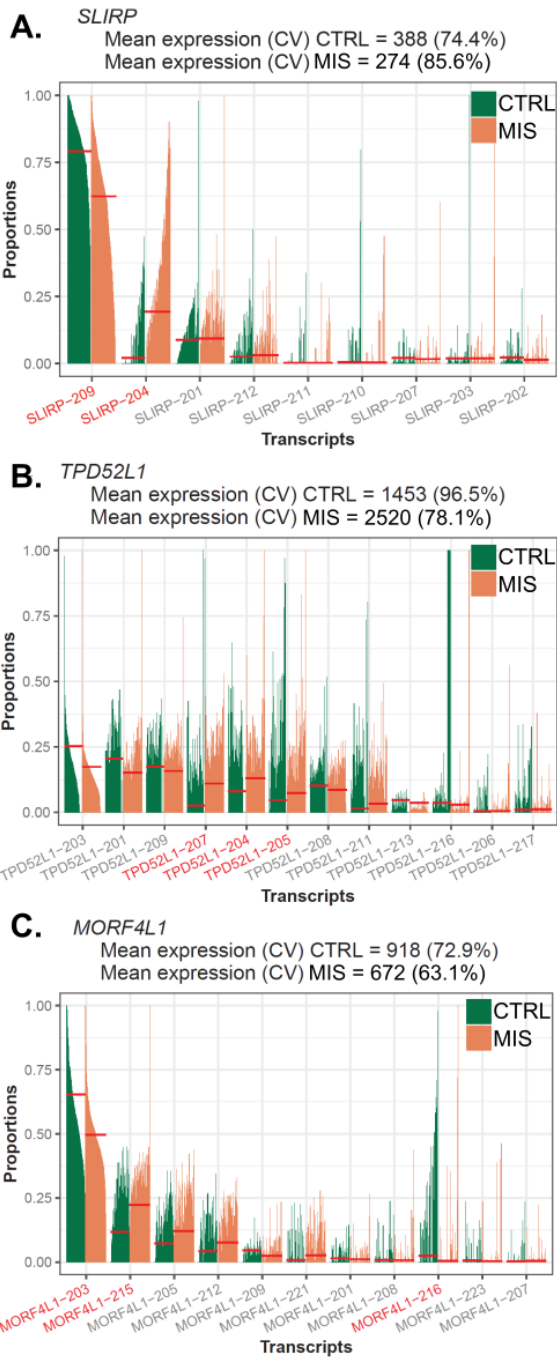 A. SLIRP
Mean expression (CV) CTRL = 388 (74.4%)
Mean expression (CV) MIS = 274 (85.6%)
CTRL
MIS
1.00
0.75
0.50
0.25
0.00
Proportions
SLIRP-209
SLIRP-204
SLIRP-201
SLIRP-212
SLIRP-211
SLIRP-210
SLIRP-207
SLIRP-203
SLIRP-202
Transcripts
B. TPD52L1
Mean expression (CV) CTRL = 1453 (96.5%)
Mean expression (CV) MIS = 2520 (78.1%)
CTRL
MIS
1.00
0.75
0.50
0.25
0.00
Proportions
TPD52L1-203
TPD52L1-201
TPD52L1-209
TPD52L1-207
TPD52L1-204
TPD52L1-205
TPD52L1-208
TPD52L1-211
TPD52L1-213
TPD52L1-216
TPD52L1-206
TPD52L1-217
Transcripts
C. MORF4L1
Mean expression (CV) CTRL = 918 (72.9%)
Mean expression (CV) MIS = 672 (63.1%)
CTRL
MIS
1.00
0.75
0.50
0.25
0.00
Proportions
MORF4L1-203
MORF4L1-215
MORF4L1-205
MORF4L1-212
MORF4L1-209
MORF4L1-221
MORF4L1-201
MORF4L1-208
MORF4L1-216
MORF4L1-223
MORF4L1-207
Transcripts